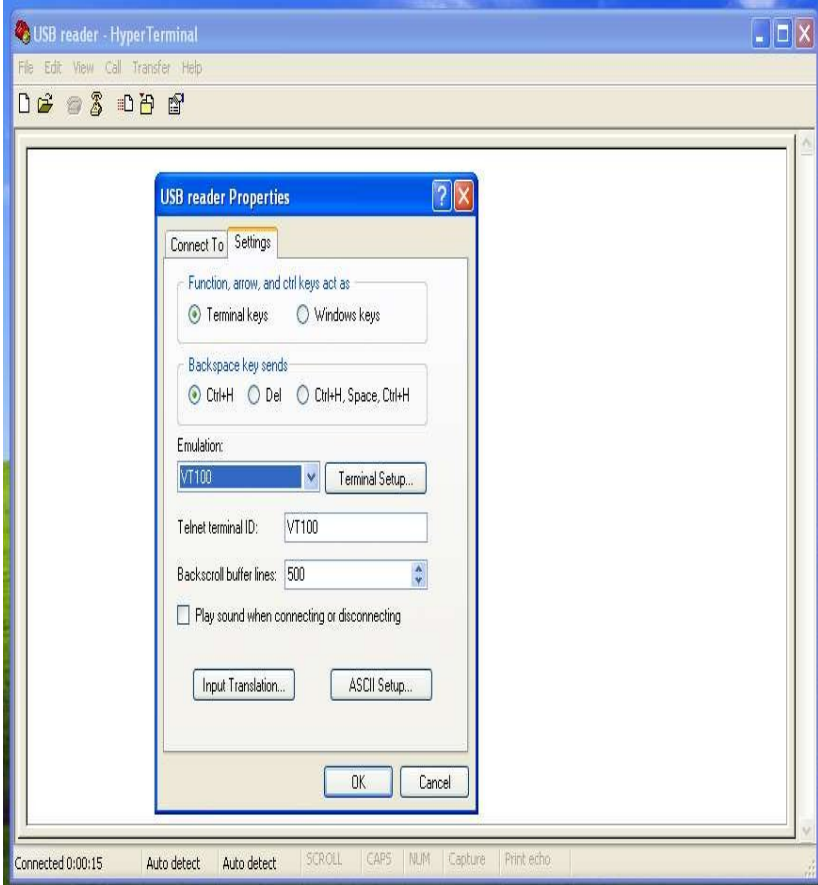 USB reader - HyperTerminal
File Edit View Call Transfer Help
USB reader Properties
Connect To Settings
Function, arrow, and ctrl keys act as
Terminal keys Windows keys
Backspace key sends
Ctrl+H Del Ctrl+H, Space, Ctrl+H
Emulation:
VT100 Terminal Setup...
Telnet terminal ID: VT100
Backscroll buffer lines: 500
Play sound when connecting or disconnecting
Input Translation... ASCII Setup...
OK Cancel
Connected 0:00:15 Auto detect Auto detect SCROLL CAPS NUM Capture Print echo